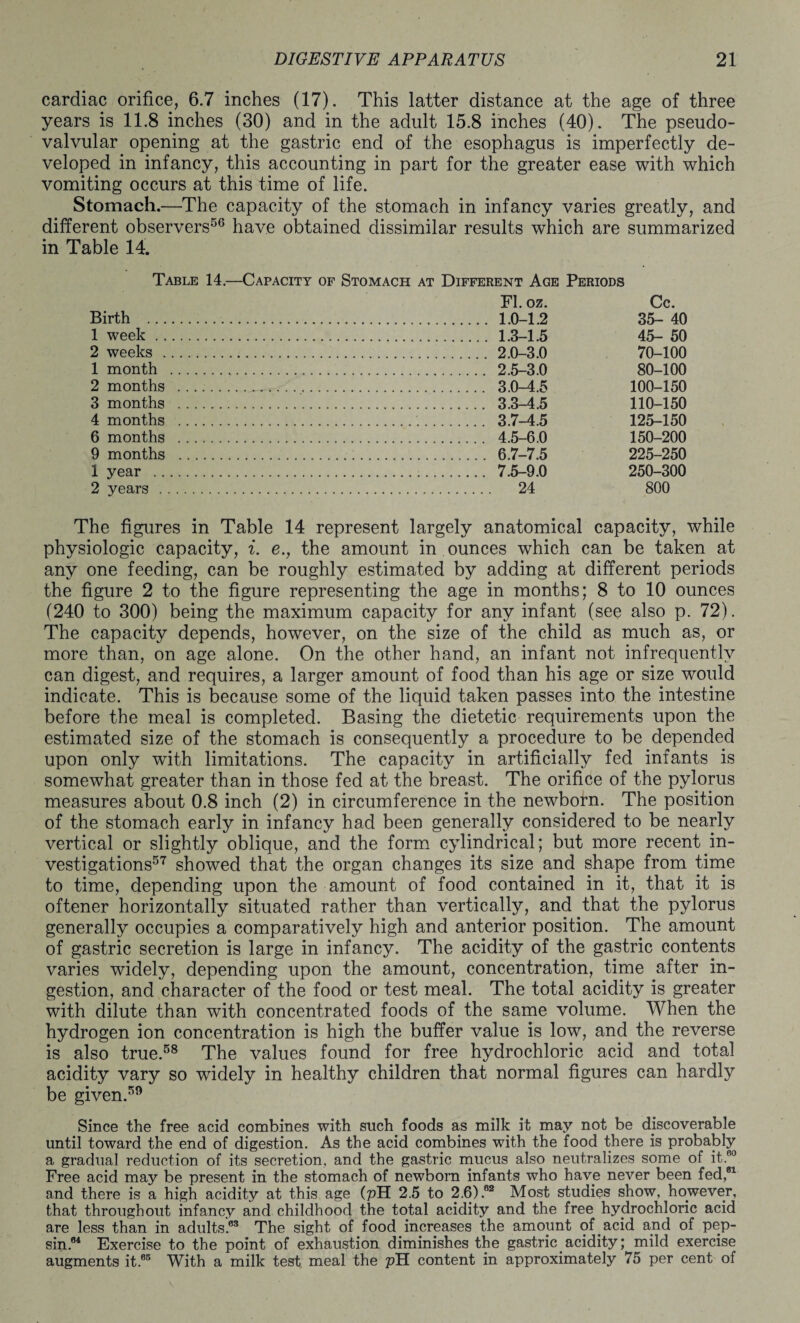 DIGESTIVE APPARATUS 21
cardiac orifice, 6.7 inches (17). This latter distance at the age of three
years is 11.8 inches (30) and in the adult 15.8 inches (40). The pseudo-
valvular opening at the gastric end of the esophagus is imperfectly de-
veloped in infancy, this accounting in part for the greater ease with which
vomiting occurs at this time of life.
Stomach.—The capacity of the stomach in infancy varies greatly, and
different observers⁵⁶ have obtained dissimilar results which are summarized
in Table 14.
Table 14.—Capacity of Stomach at Different Age Periods
Fl. oz. Cc.
Birth ........ 1.0-1.2 35- 40
1 week ........ 1.3-1.5 45- 50
2 weeks ........ 2.0-3.0 70-100
1 month ........ 2.5-3.0 80-100
2 months ........ 3.0-4.5 100-150
3 months ........ 3.3-4.5 110-150
4 months ........ 3.7-4.5 125-150
6 months ........ 4.5-6.0 150-200
9 months ........ 6.7-7.5 225-250
1 year ........ 7.5-9.0 250-300
2 years ........ 24 800
The figures in Table 14 represent largely anatomical capacity, while
physiologic capacity, i. e., the amount in ounces which can be taken at
any one feeding, can be roughly estimated by adding at different periods
the figure 2 to the figure representing the age in months; 8 to 10 ounces
(240 to 300) being the maximum capacity for any infant (see also p. 72).
The capacity depends, however, on the size of the child as much as, or
more than, on age alone. On the other hand, an infant not infrequently
can digest, and requires, a larger amount of food than his age or size would
indicate. This is because some of the liquid taken passes into the intestine
before the meal is completed. Basing the dietetic requirements upon the
estimated size of the stomach is consequently a procedure to be depended
upon only with limitations. The capacity in artificially fed infants is
somewhat greater than in those fed at the breast. The orifice of the pylorus
measures about 0.8 inch (2) in circumference in the newborn. The position
of the stomach early in infancy had been generally considered to be nearly
vertical or slightly oblique, and the form cylindrical; but more recent in-
vestigations⁵⁷ showed that the organ changes its size and shape from time
to time, depending upon the amount of food contained in it, that it is
oftener horizontally situated rather than vertically, and that the pylorus
generally occupies a comparatively high and anterior position. The amount
of gastric secretion is large in infancy. The acidity of the gastric contents
varies widely, depending upon the amount, concentration, time after in-
gestion, and character of the food or test meal. The total acidity is greater
with dilute than with concentrated foods of the same volume. When the
hydrogen ion concentration is high the buffer value is low, and the reverse
is also true.⁵⁸ The values found for free hydrochloric acid and total
acidity vary so widely in healthy children that normal figures can hardly
be given.⁵⁹
Since the free acid combines with such foods as milk it may not be discoverable
until toward the end of digestion. As the acid combines with the food there is probably
a gradual reduction of its secretion, and the gastric mucus also neutralizes some of it.⁶⁰
Free acid may be present in the stomach of newborn infants who have never been fed,⁶¹
and there is a high acidity at this age (pH 2.5 to 2.6).⁶² Most studies show, however,
that throughout infancy and childhood the total acidity and the free hydrochloric acid
are less than in adults.⁶³ The sight of food increases the amount of acid and of pep-
sin.⁶⁴ Exercise to the point of exhaustion diminishes the gastric acidity; mild exercise
augments it.⁶⁵ With a milk test meal the pH content in approximately 75 per cent of